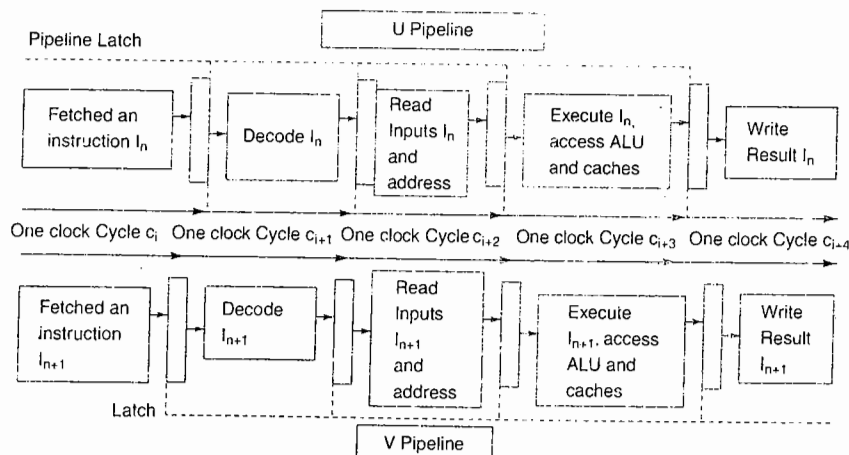 U Pipeline
Pipeline Latch
Fetched an
instruction Iₙ
Decode Iₙ
Read
Inputs Iₙ
and
address
Execute Iₙ,
access ALU
and caches
Write
Result Iₙ
One clock Cycle cᵢ
One clock Cycle cᵢ₊₁
One clock Cycle cᵢ₊₂
One clock Cycle cᵢ₊₃
One clock Cycle cᵢ₊₄
Fetched an
instruction
Iₙ₊₁
Decode
Iₙ₊₁
Read
Inputs
Iₙ₊₁
and
address
Execute
Iₙ₊₁, access
ALU and
caches
Write
Result
Iₙ₊₁
Latch
V Pipeline